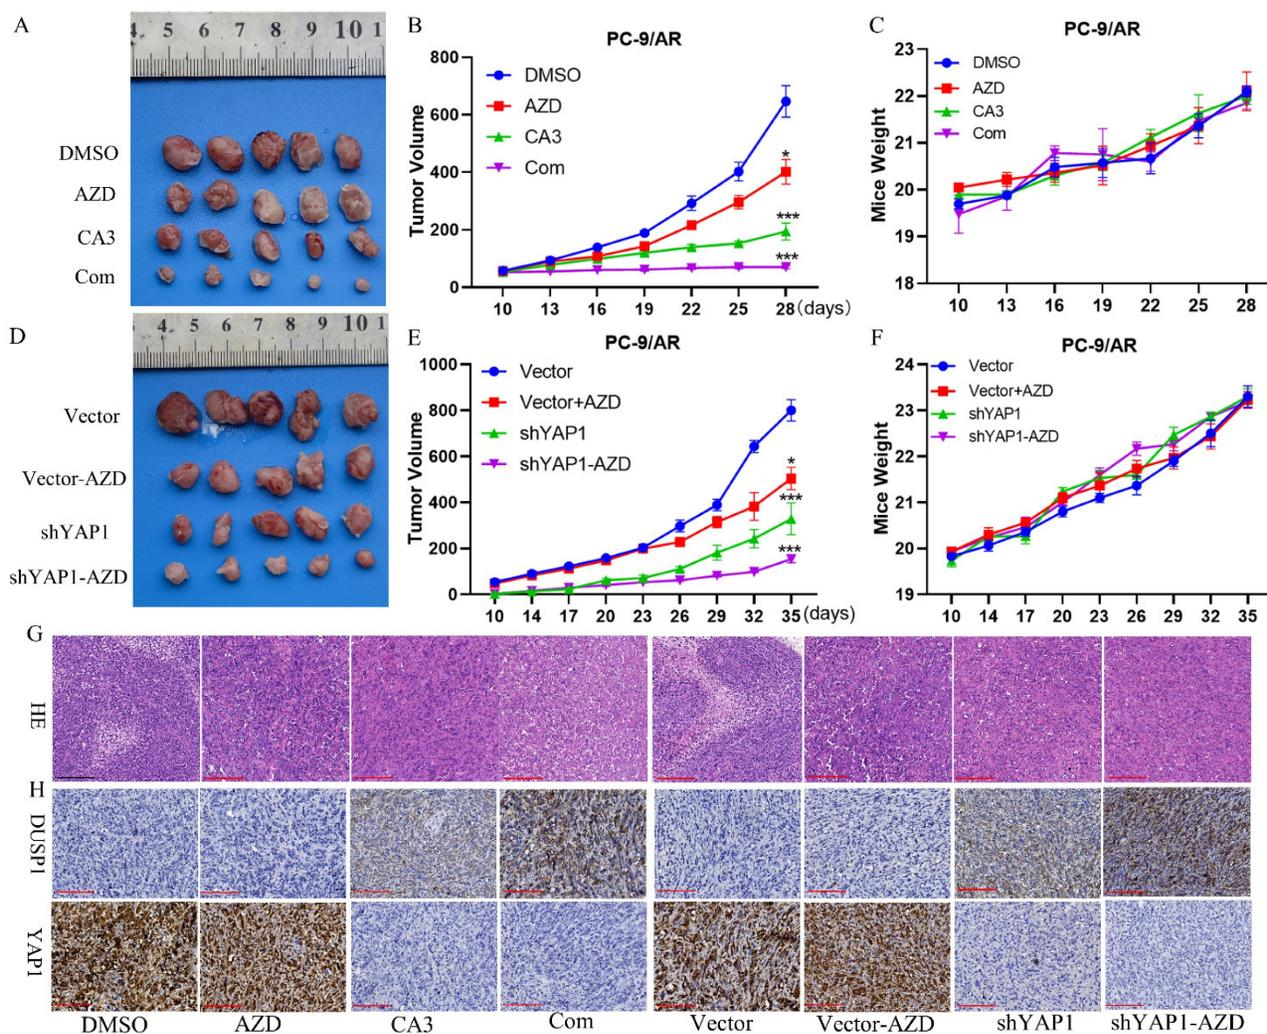 A
4 5 6 7 8 9 10 1
DMSO
AZD
CA3
Com
B
PC-9/AR
Tumor Volume
800
600
400
200
0
DMSO
AZD
CA3
Com
*
***
***
10 13 16 19 22 25 28 (days)
C
PC-9/AR
Mice Weight
23
22
21
20
19
18
DMSO
AZD
CA3
Com
10 13 16 19 22 25 28
D
4 5 6 7 8 9 10 1
Vector
Vector-AZD
shYAP1
shYAP1-AZD
E
PC-9/AR
Tumor Volume
1000
800
600
400
200
0
Vector
Vector+AZD
shYAP1
shYAP1-AZD
*
***
***
10 14 17 20 23 26 29 32 35 (days)
F
PC-9/AR
Mice Weight
24
23
22
21
20
19
Vector
Vector+AZD
shYAP1
shYAP1-AZD
10 14 17 20 23 26 29 32 35
G
HE
H
DUSP1
YAP1
DMSO AZD CA3 Com Vector Vector-AZD shYAP1 shYAP1-AZD